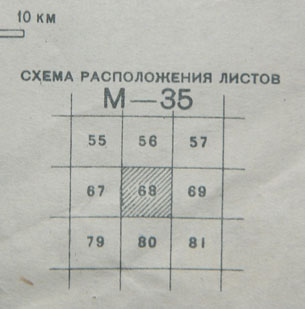 10 КМ
СХЕМА РАСПОЛОЖЕНИЯ ЛИСТОВ
М—35
55 56 57
67 68 69
79 80 81